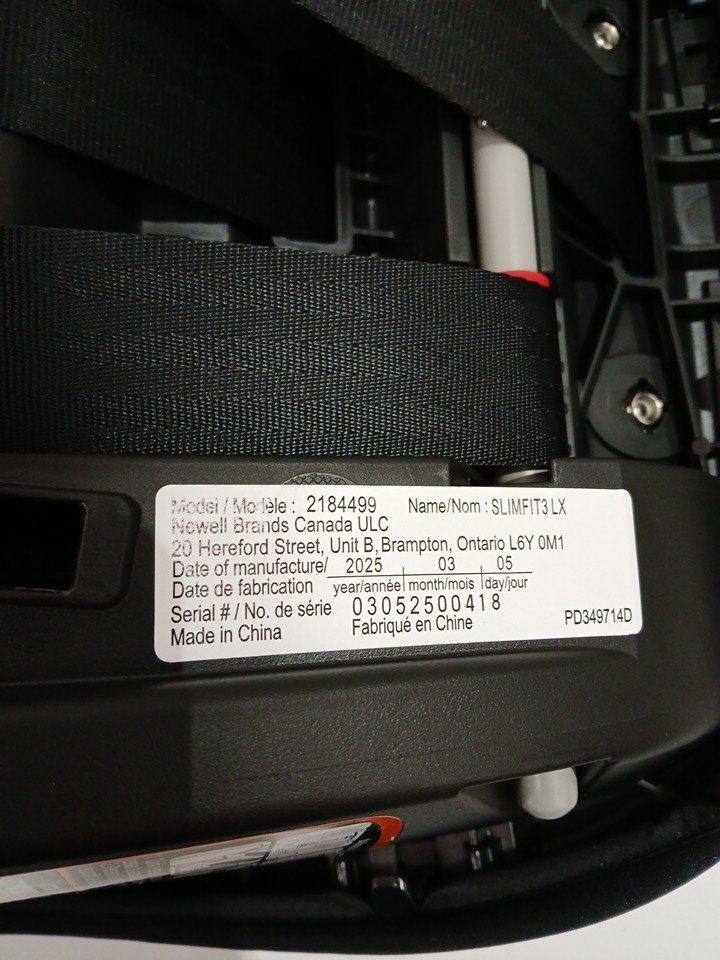 Model / Modèle : 2184499 Name/Nom : SLIMFIT3 LX
Newell Brands Canada ULC
20 Hereford Street, Unit B, Brampton, Ontario L6Y 0M1
Date of manufacture/ 2025 03 05
Date de fabrication year/année month/mois day/jour
Serial # / No. de série 03052500418
Made in China Fabriqué en Chine PD349714D